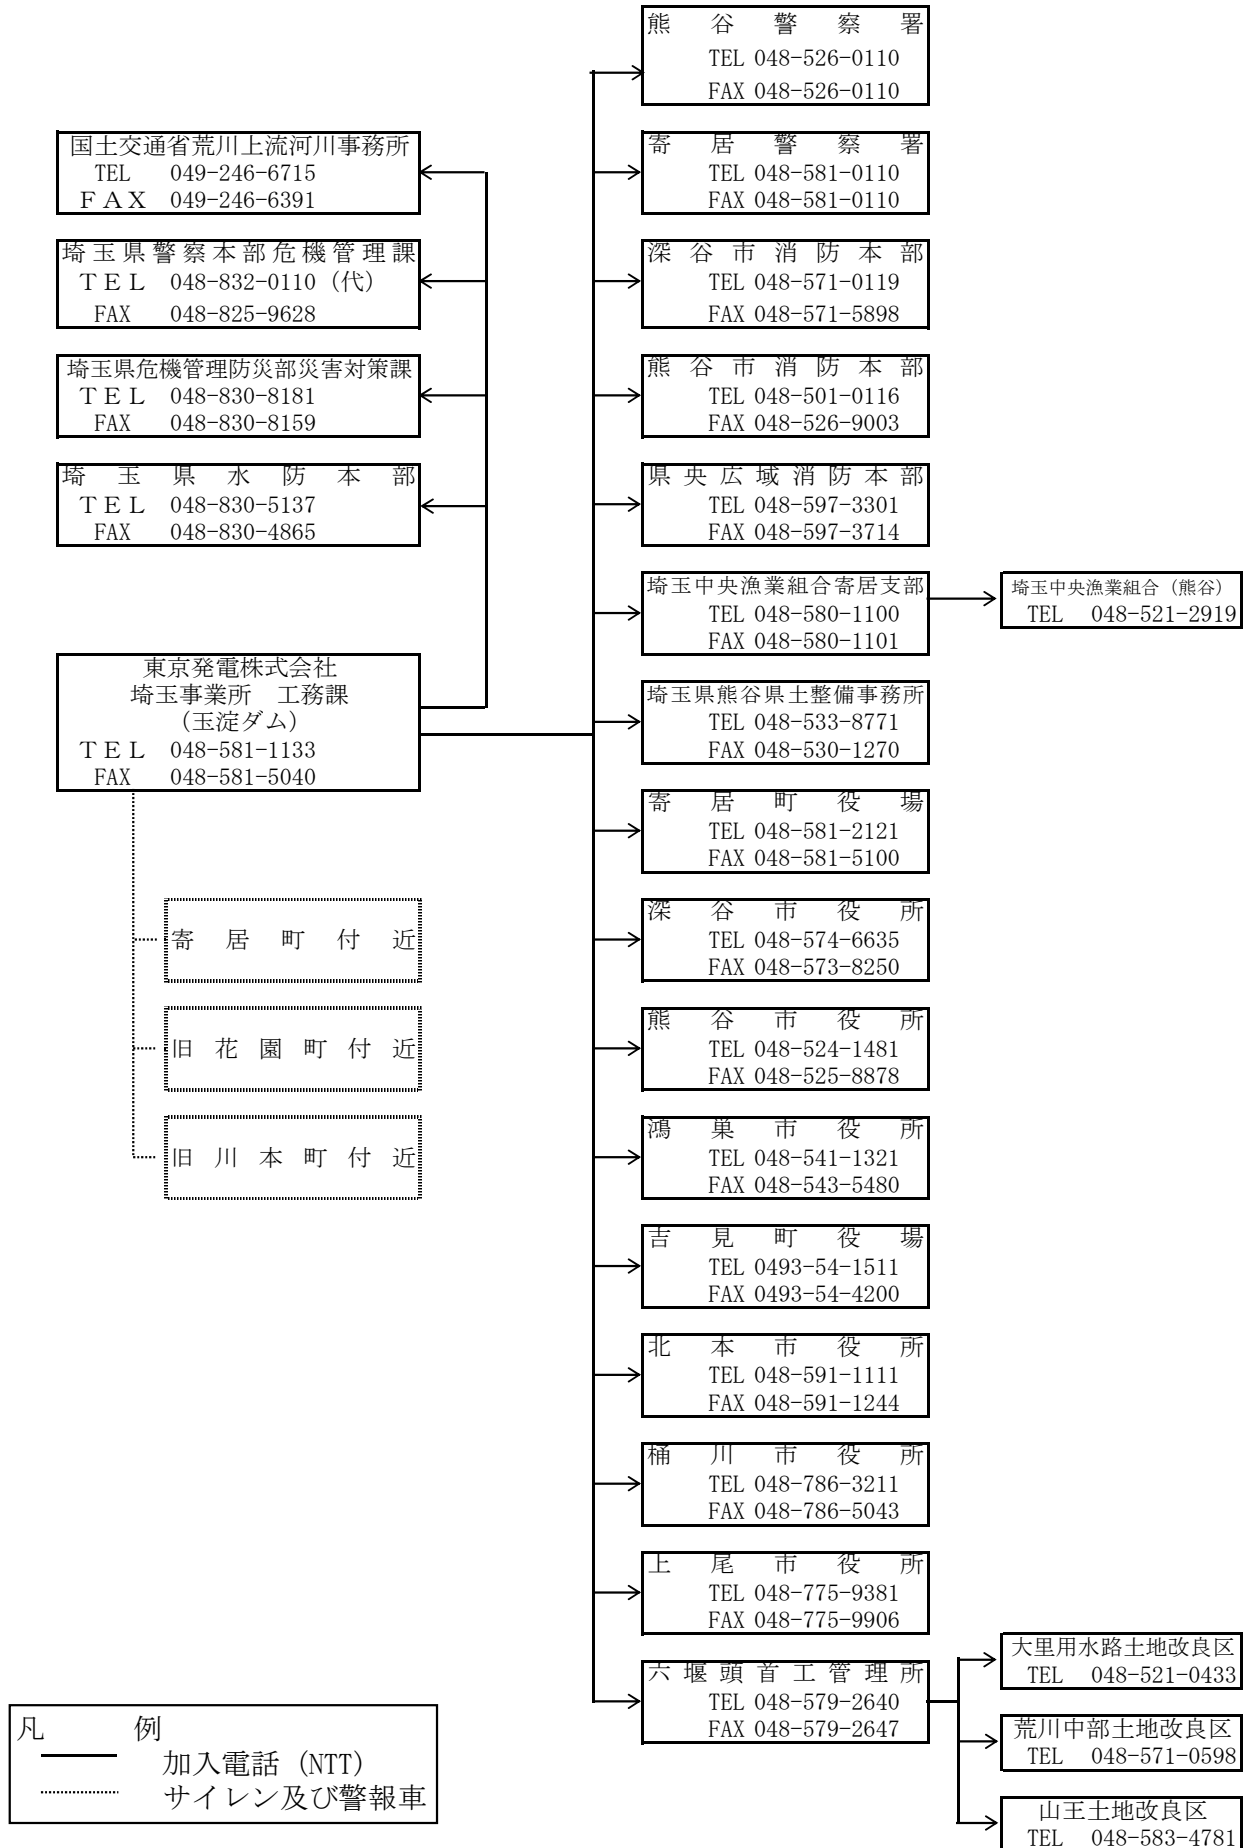 国土交通省荒川上流河川事務所
TEL 049-246-6715
ＦＡＸ 049-246-6391
埼玉県警察本部危機管理課
ＴＥＬ 048-832-0110（代）
FAX 048-825-9628
埼玉県危機管理防災部災害対策課
ＴＥＬ 048-830-8181
FAX 048-830-8159
埼玉県水防本部
ＴＥＬ 048-830-5137
FAX 048-830-4865
東京発電株式会社
埼玉事業所　工務課
（玉淀ダム）
ＴＥＬ 048-581-1133
FAX 048-581-5040
寄居町付近
旧花園町付近
旧川本町付近
熊谷警察署
TEL 048-526-0110
FAX 048-526-0110
寄居警察署
TEL 048-581-0110
FAX 048-581-0110
深谷市消防本部
TEL 048-571-0119
FAX 048-571-5898
熊谷市消防本部
TEL 048-501-0116
FAX 048-526-9003
県央広域消防本部
TEL 048-597-3301
FAX 048-597-3714
埼玉中央漁業組合寄居支部
TEL 048-580-1100
FAX 048-580-1101
埼玉中央漁業組合（熊谷）
TEL 048-521-2919
埼玉県熊谷県土整備事務所
TEL 048-533-8771
FAX 048-530-1270
寄居町役場
TEL 048-581-2121
FAX 048-581-5100
深谷市役所
TEL 048-574-6635
FAX 048-573-8250
熊谷市役所
TEL 048-524-1481
FAX 048-525-8878
鴻巣市役所
TEL 048-541-1321
FAX 048-543-5480
吉見町役場
TEL 0493-54-1511
FAX 0493-54-4200
北本市役所
TEL 048-591-1111
FAX 048-591-1244
桶川市役所
TEL 048-786-3211
FAX 048-786-5043
上尾市役所
TEL 048-775-9381
FAX 048-775-9906
六堰頭首工管理所
TEL 048-579-2640
FAX 048-579-2647
大里用水路土地改良区
TEL 048-521-0433
荒川中部土地改良区
TEL 048-571-0598
山王土地改良区
TEL 048-583-4781
凡例
加入電話（NTT）
サイレン及び警報車